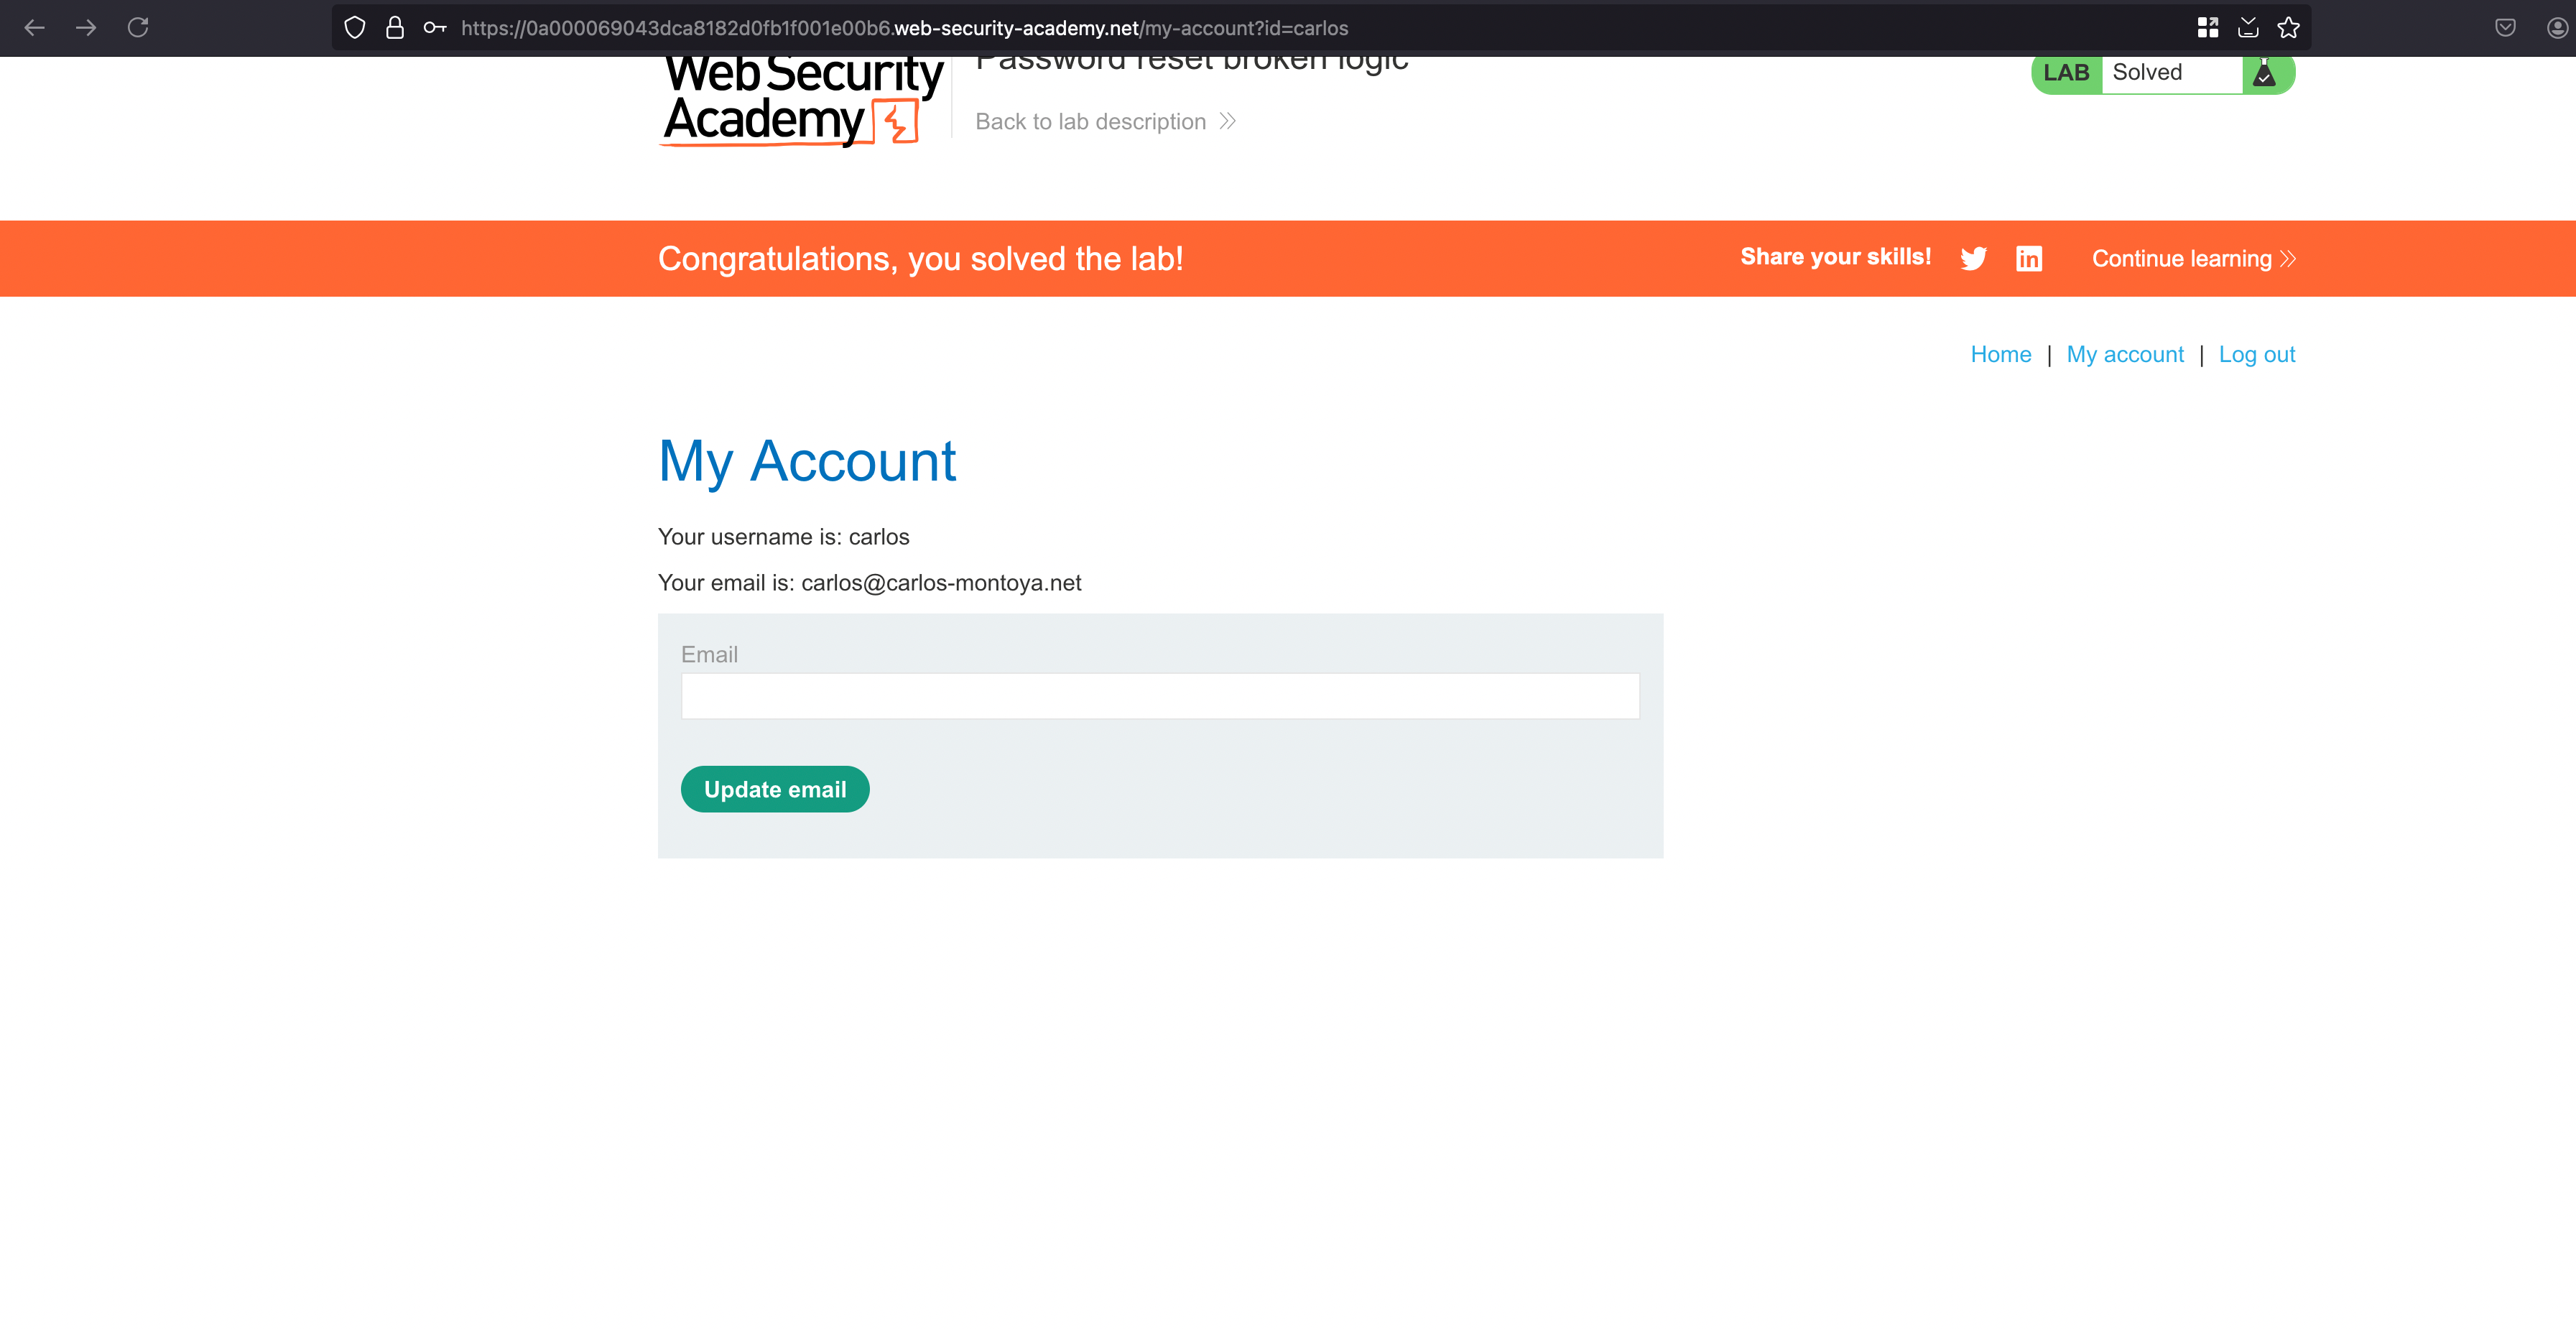 https://0a000069043dca8182d0fb1f001e00b6.web-security-academy.net/my-account?id=carlos
Web Security
Academy
Password reset broken logic
Back to lab description
LAB Solved
Congratulations, you solved the lab!
Share your skills!
in
Continue learning
Home | My account | Log out
My Account
Your username is: carlos
Your email is: carlos@carlos-montoya.net
Email
Update email